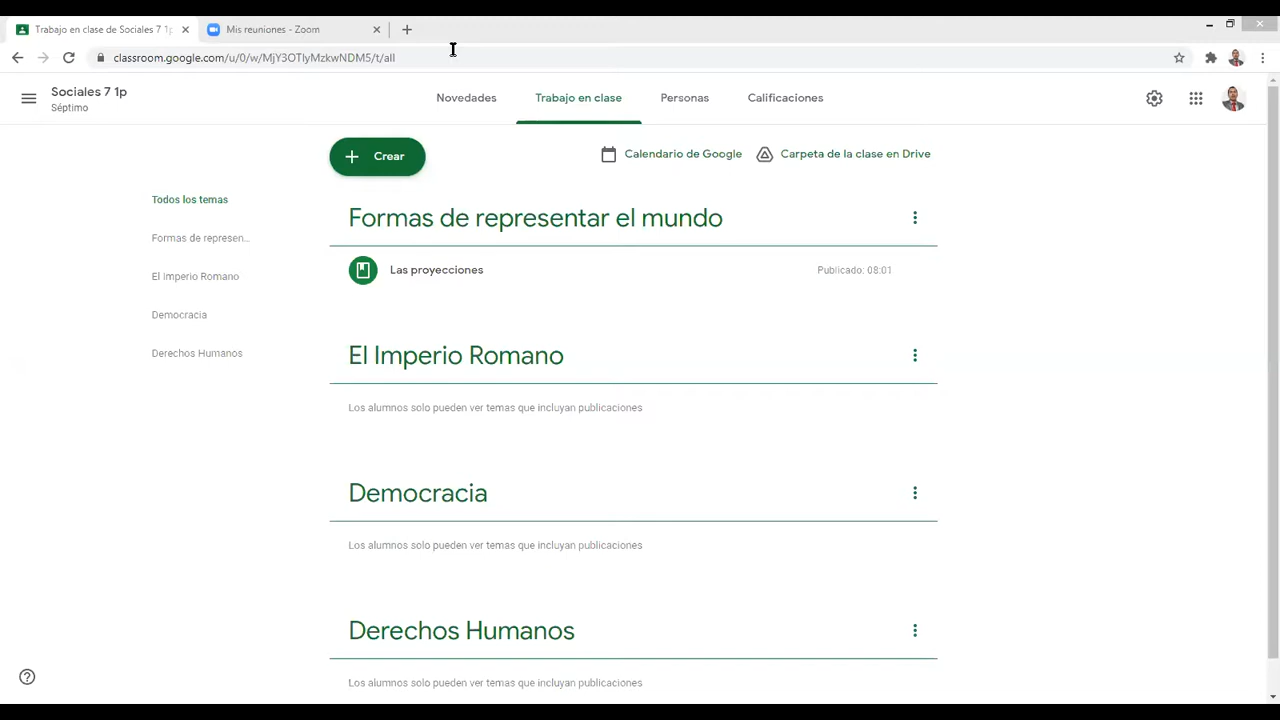 Trabajo en clase de Sociales 7 1p
Mis reuniones - Zoom
classroom.google.com/u/0/w/MjY3OTIyMzkwNDM5/t/all
Sociales 7 1p
Séptimo
Novedades
Trabajo en clase
Personas
Calificaciones
Crear
Calendario de Google
Carpeta de la clase en Drive
Todos los temas
Formas de represen...
El Imperio Romano
Democracia
Derechos Humanos
Formas de representar el mundo
Las proyecciones
Publicado: 08:01
El Imperio Romano
Los alumnos solo pueden ver temas que incluyan publicaciones
Democracia
Los alumnos solo pueden ver temas que incluyan publicaciones
Derechos Humanos
Los alumnos solo pueden ver temas que incluyan publicaciones